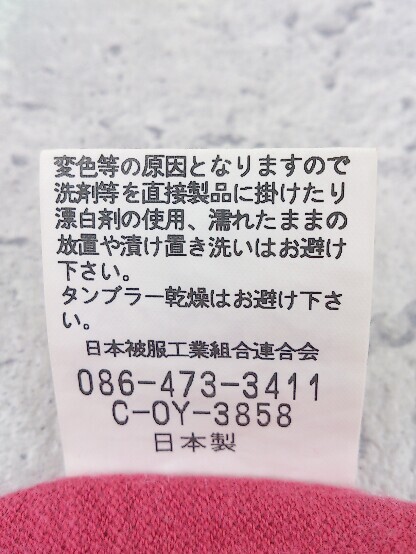 変色等の原因となりますので
洗剤等を直接製品に掛けたり
漂白剤の使用、濡れたままの
放置や漬け置き洗いはお避け
下さい。
タンブラー乾燥はお避け下さ
い。
日本被服工業組合連合会
086-473-3411
C-OY-3858
日本製